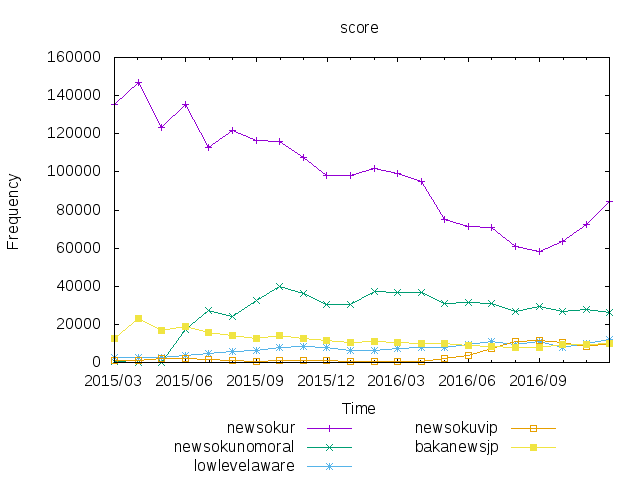 score
160000
140000
120000
100000
80000
60000
40000
20000
0
Frequency
2015/03 2015/06 2015/09 2015/12 2016/03 2016/06 2016/09
Time
newsokur newsokuvip
newsokunomoral bakanewsjp
lowlevelaware